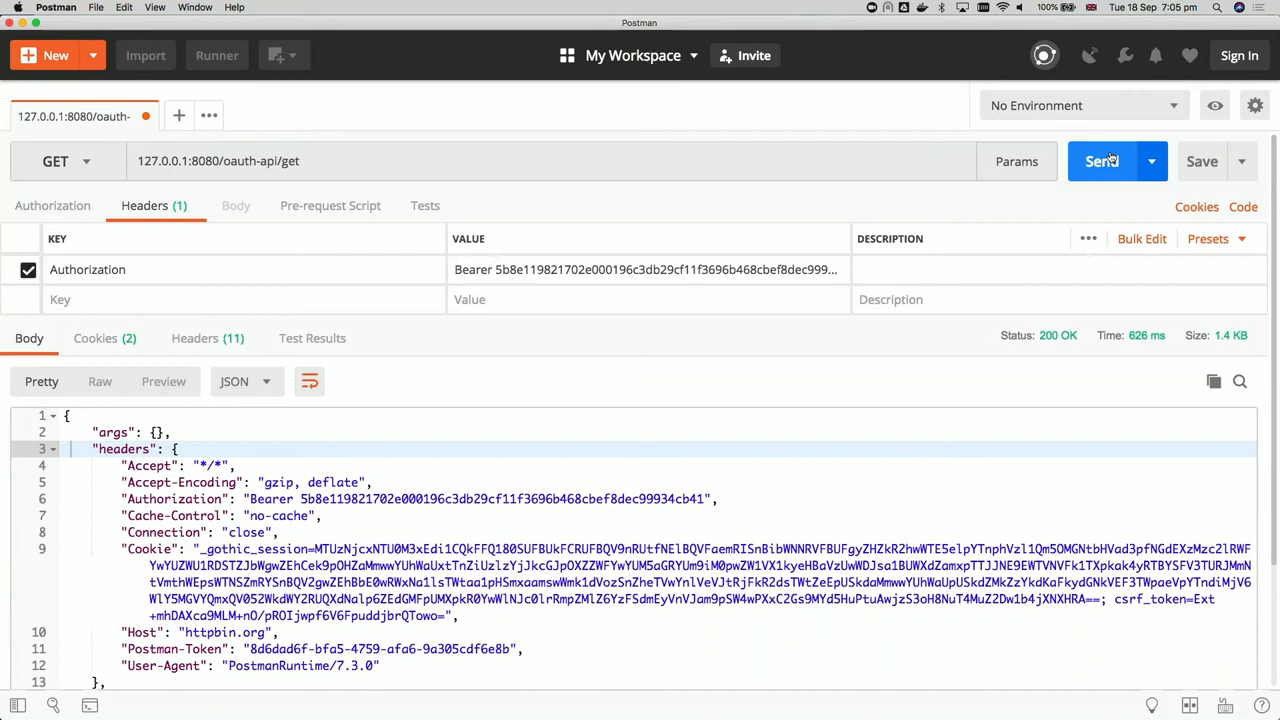 Postman File Edit View Window Help 100% Tue 18 Sep 7:05 pm
Postman
New Import Runner My Workspace Invite Sign In
127.0.0.1:8080/oauth- No Environment
GET 127.0.0.1:8080/oauth-api/get Params Send Save
Authorization Headers (1) Body Pre-request Script Tests Cookies Code
KEY VALUE DESCRIPTION Bulk Edit Presets
Authorization Bearer 5b8e119821702e000196c3db29cf11f3696b468cbef8dec999...
Key Value Description
Body Cookies (2) Headers (11) Test Results Status: 200 OK Time: 626 ms Size: 1.4 KB
Pretty Raw Preview JSON
1 {
2 "args": {},
3 "headers": {
4 "Accept": "*/*",
5 "Accept-Encoding": "gzip, deflate",
6 "Authorization": "Bearer 5b8e119821702e000196c3db29cf11f3696b468cbef8dec99934cb41",
7 "Cache-Control": "no-cache",
8 "Connection": "close",
9 "Cookie":
csrf_token=Ext
10 "Host": "httpbin.org",
11 "Postman-Token": "8d6dad6f-bfa5-4759-afa6-9a305cdf6e8b",
12 "User-Agent": "PostmanRuntime/7.3.0"
13 },